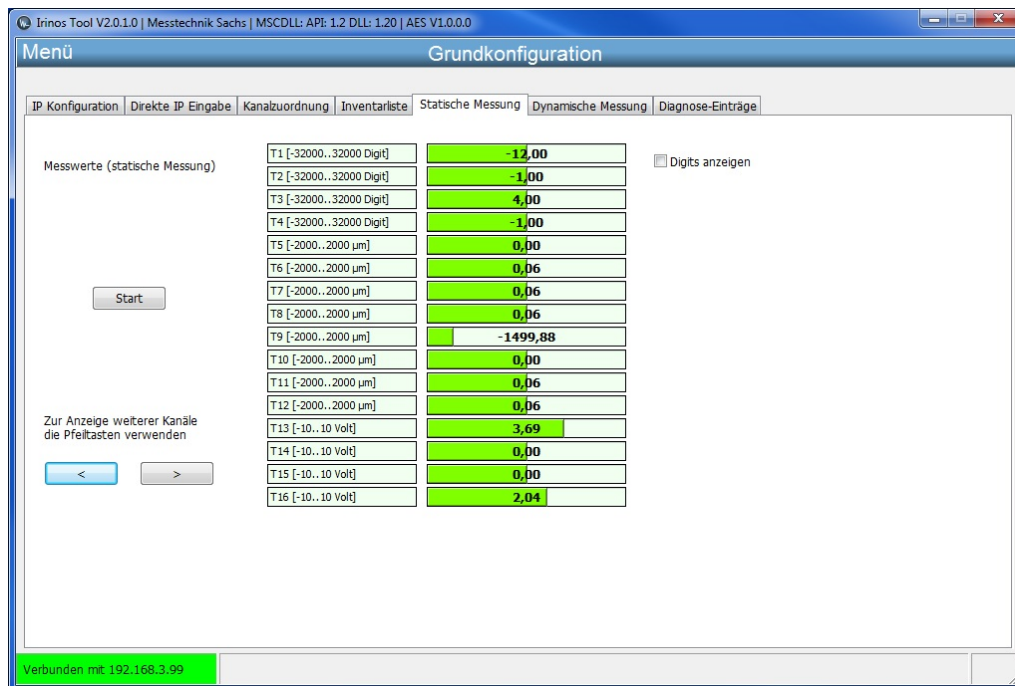 Irinos Tool V2.0.1.0 | Messtechnik Sachs | MSCDLL: API: 1.2 DLL: 1.20 | AES V1.0.0.0
Menü Grundkonfiguration
IP Konfiguration Direkte IP Eingabe Kanalzuordnung Inventarliste Statische Messung Dynamische Messung Diagnose-Einträge
Messwerte (statische Messung)
T1 [-32000..32000 Digit] -12,00
Digits anzeigen
T2 [-32000..32000 Digit] -1,00
T3 [-32000..32000 Digit] 4,00
T4 [-32000..32000 Digit] -1,00
T5 [-2000..2000 µm] 0,00
T6 [-2000..2000 µm] 0,06
T7 [-2000..2000 µm] 0,06
Start
T8 [-2000..2000 µm] 0,06
T9 [-2000..2000 µm] -1499,88
T10 [-2000..2000 µm] 0,00
T11 [-2000..2000 µm] 0,06
T12 [-2000..2000 µm] 0,06
Zur Anzeige weiterer Kanäle
die Pfeiltasten verwenden
T13 [-10..10 Volt] 3,69
T14 [-10..10 Volt] 0,00
< >
T15 [-10..10 Volt] 0,00
T16 [-10..10 Volt] 2,04
Verbunden mit 192.168.3.99